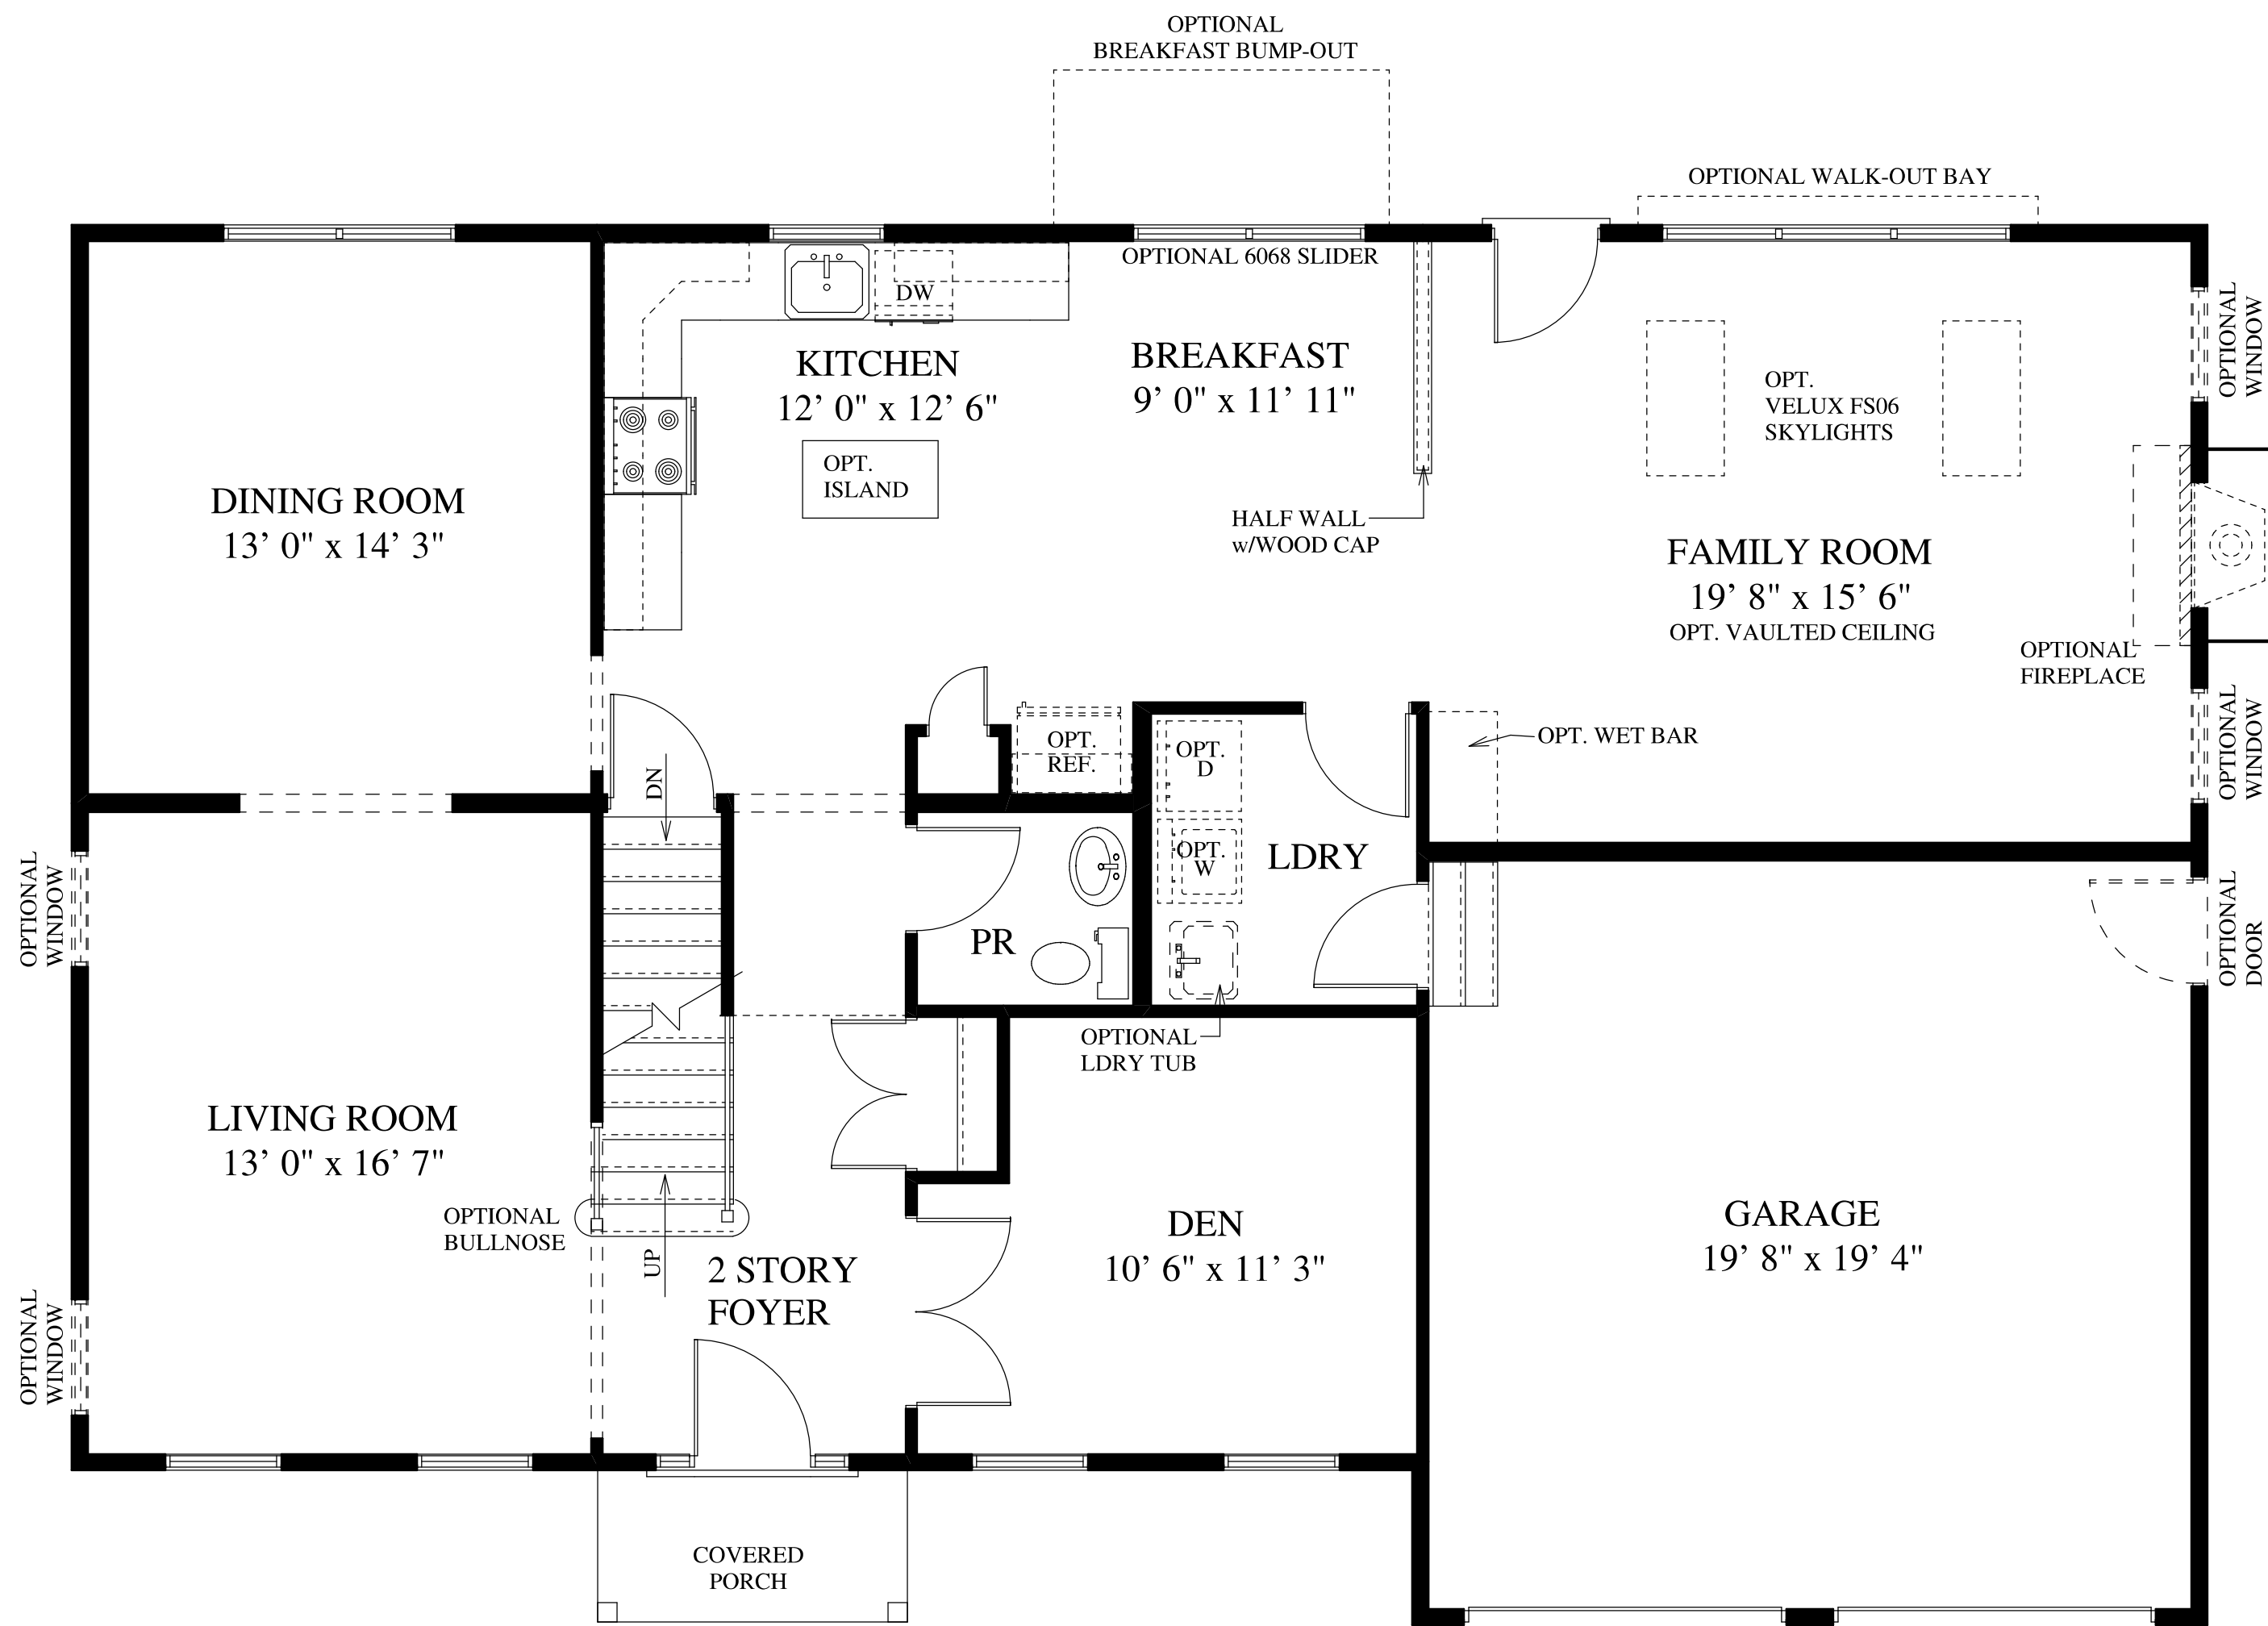 OPTIONAL
BREAKFAST BUMP-OUT
OPTIONAL WALK-OUT BAY
OPTIONAL 6068 SLIDER
DW
KITCHEN
12’ 0" x 12’ 6"
BREAKFAST
9’ 0" x 11’ 11"
OPT.
VELUX FS06
SKYLIGHTS
OPTIONAL
WINDOW
OPT.
ISLAND
DINING ROOM
13’ 0" x 14’ 3"
HALF WALL
w/WOOD CAP
FAMILY ROOM
19’ 8" x 15’ 6"
OPT. VAULTED CEILING
OPTIONAL
FIREPLACE
OPTIONAL
WINDOW
OPT. WET BAR
OPT.
REF.
OPT.
D
DN
OPT.
W
LDRY
OPTIONAL
WINDOW
PR
OPTIONAL
DOOR
OPTIONAL
LDRY TUB
LIVING ROOM
13’ 0" x 16’ 7"
OPTIONAL
BULLNOSE
UP
2 STORY
FOYER
DEN
10’ 6" x 11’ 3"
GARAGE
19’ 8" x 19’ 4"
OPTIONAL
WINDOW
COVERED
PORCH